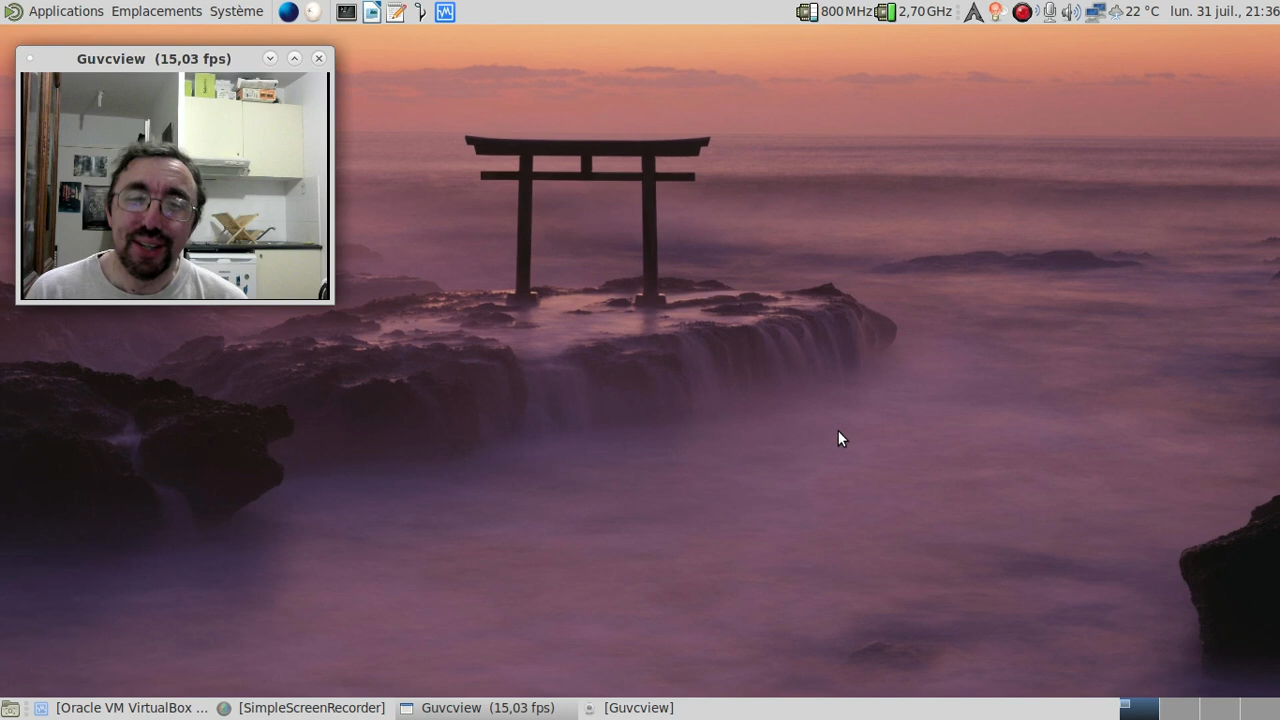 Applications Emplacements Système 800 MHz 2,70 GHz 22 °C lun. 31 juil., 21:36
Guvcview (15,03 fps)
[Oracle VM VirtualBox ... [SimpleScreenRecorder] Guvcview (15,03 fps) [Guvcview]